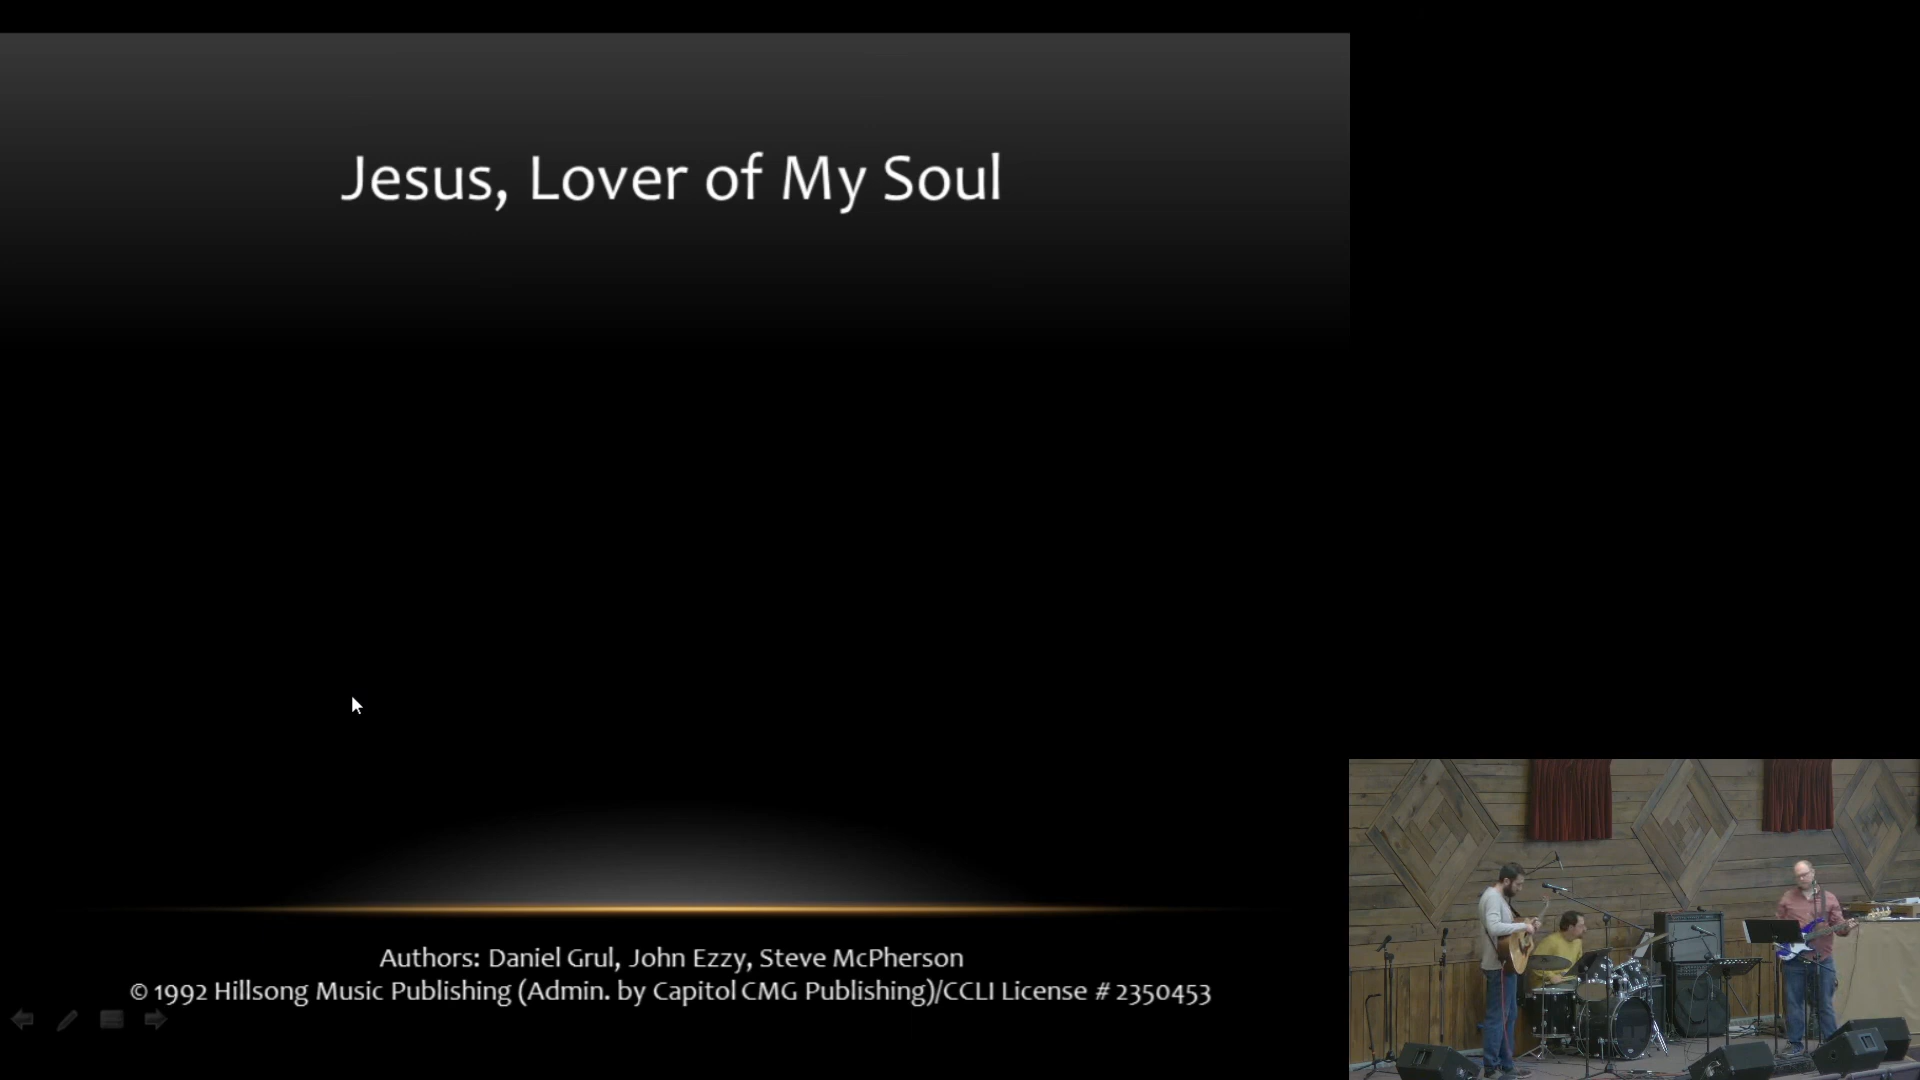 Jesus, Lover of My Soul
Authors: Daniel Grul, John Ezzy, Steve McPherson
© 1992 Hillsong Music Publishing (Admin. by Capitol CMG Publishing)/CCLI License # 2350453